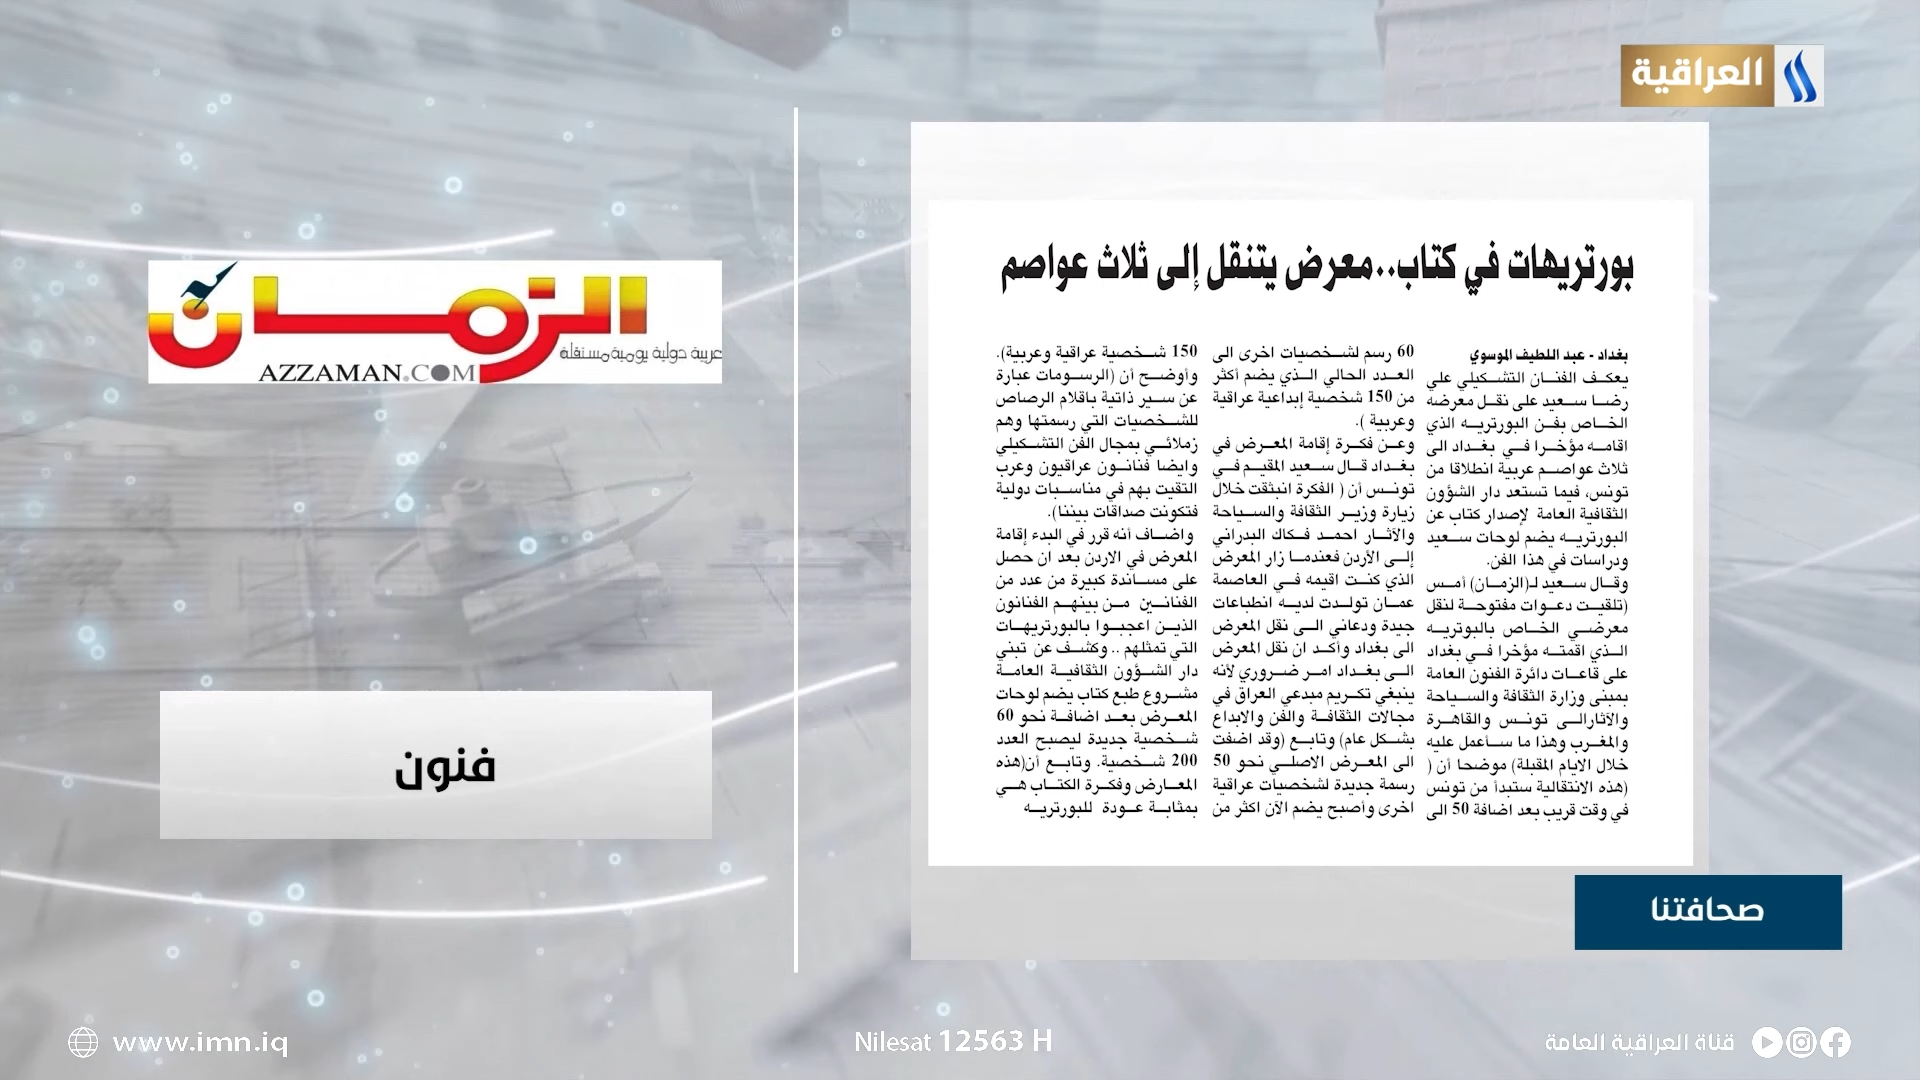 العراقية
الزمان
عربية دولية يومية مستقلة
AZZAMAN.COM
فنون
بورتريهات في كتاب..معرض يتنقل إلى ثلاث عواصم
بغداد - عبد اللطيف الموسوي
يعكف الفنان التشكيلي علي
رضا سعيد على نقل معرضه
الخاص بفن البورتريه الذي
اقامه مؤخرا في بغداد الى
ثلاث عواصم عربية انطلاقا من
تونس، فيما تستعد دار الشؤون
الثقافية العامة لإصدار كتاب عن
البورتريه يضم لوحات سعيد
ودراسات في هذا الفن.
وقال سعيد لـ(الزمان) أمس
(تلقيت دعوات مفتوحة لنقل
معرضي الخاص بالبوتريه
الذي اقمته مؤخرا في بغداد
على قاعات دائرة الفنون العامة
بمبنى وزارة الثقافة والسياحة
والآثارالى تونس والقاهرة
والمغرب وهذا ما سأعمل عليه
خلال الايام المقبلة) موضحا أن (
(هذه الانتقالية ستبدأ من تونس
في وقت قريب بعد اضافة 50 الى
60 رسم لشخصيات اخرى الى
العدد الحالي الذي يضم أكثر
من 150 شخصية إبداعية عراقية
وعربية ).
وعن فكرة إقامة المعرض في
بغداد قال سعيد المقيم في
تونس أن ( الفكرة انبثقت خلال
زيارة وزير الثقافة والسياحة
والآثار احمد فكاك البدراني
إلى الأردن فعندما زار المعرض
الذي كنت اقيمه في العاصمة
عمان تولدت لديه انطباعات
جيدة ودعاني الى نقل المعرض
الى بغداد وأكد ان نقل المعرض
الى بغداد امر ضروري لأنه
ينبغي تكريم مبدعي العراق في
مجالات الثقافة والفن والابداع
بشكل عام) وتابع (وقد اضفت
الى المعرض الاصلي نحو 50
رسمة جديدة لشخصيات عراقية
اخرى وأصبح يضم الآن اكثر من
150 شخصية عراقية وعربية).
وأوضح أن (الرسومات عبارة
عن سير ذاتية باقلام الرصاص
للشخصيات التي رسمتها وهم
زملائي بمجال الفن التشكيلي
وايضا فنانون عراقيون وعرب
التقيت بهم في مناسبات دولية
فتكونت صداقات بيننا).
واضاف أنه قرر في البدء إقامة
المعرض في الاردن بعد ان حصل
على مساندة كبيرة من عدد من
الفنانين من بينهم الفنانون
الذين اعجبوا بالبورتريهات
التي تمثلهم .. وكشف عن تبني
دار الشؤون الثقافية العامة
مشروع طبع كتاب يضم لوحات
المعرض بعد اضافة نحو 60
شخصية جديدة ليصبح العدد
200 شخصية. وتابع أن(هذه
المعارض وفكرة الكتاب هي
بمثابة عودة للبورتريه
صحافتنا
www.imn.iq
Nilesat 12563 H
قناة العراقية العامة